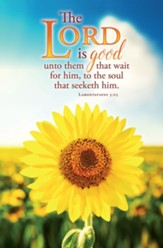 The
LORD
is good
unto them that wait
for him, to the soul
that seeketh him.
LAMENTATIONS 3:25